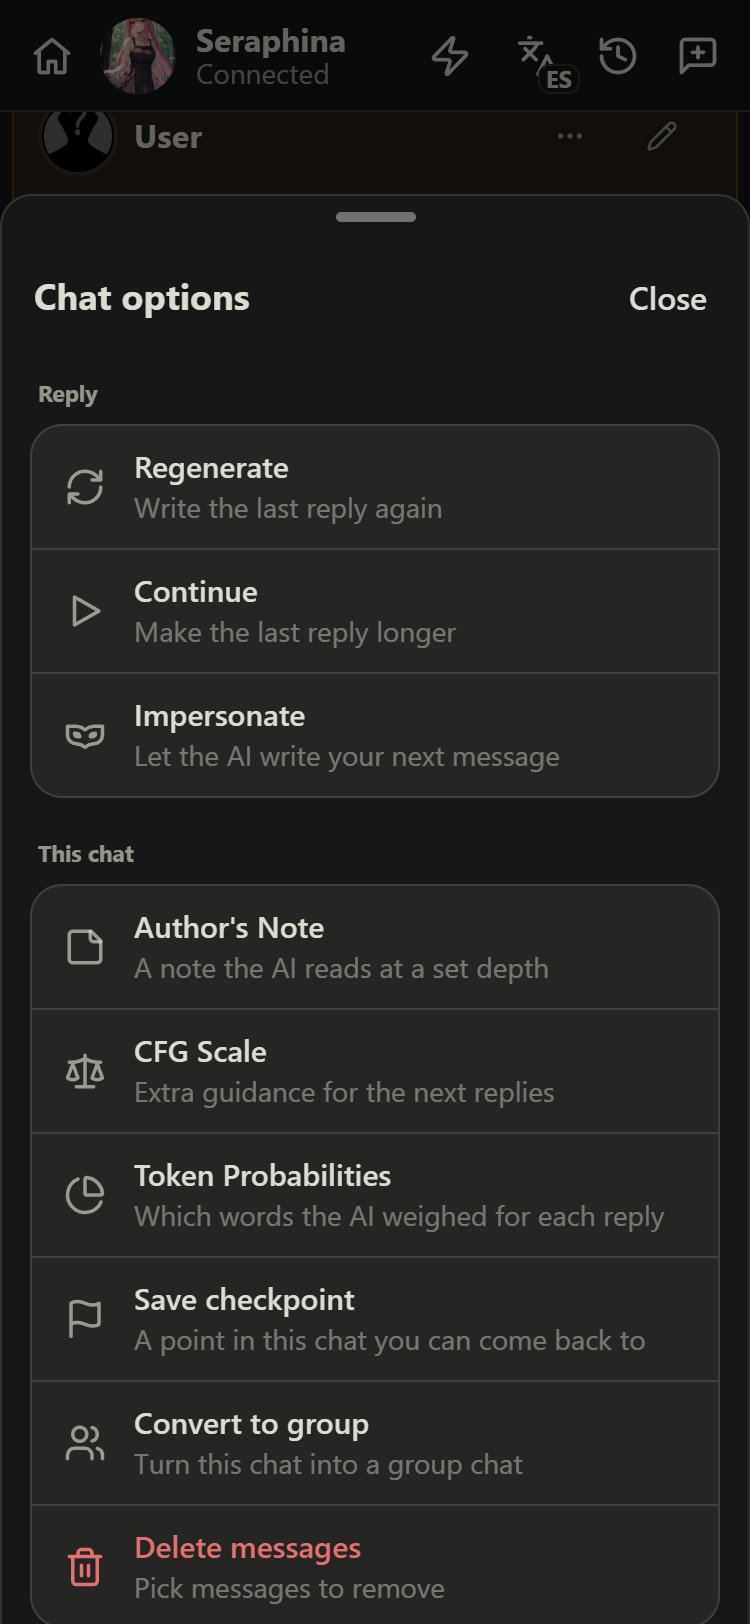 Seraphina
Connected
ES
User
Chat options
Close
Reply
Regenerate
Write the last reply again
Continue
Make the last reply longer
Impersonate
Let the AI write your next message
This chat
Author's Note
A note the AI reads at a set depth
CFG Scale
Extra guidance for the next replies
Token Probabilities
Which words the AI weighed for each reply
Save checkpoint
A point in this chat you can come back to
Convert to group
Turn this chat into a group chat
Delete messages
Pick messages to remove